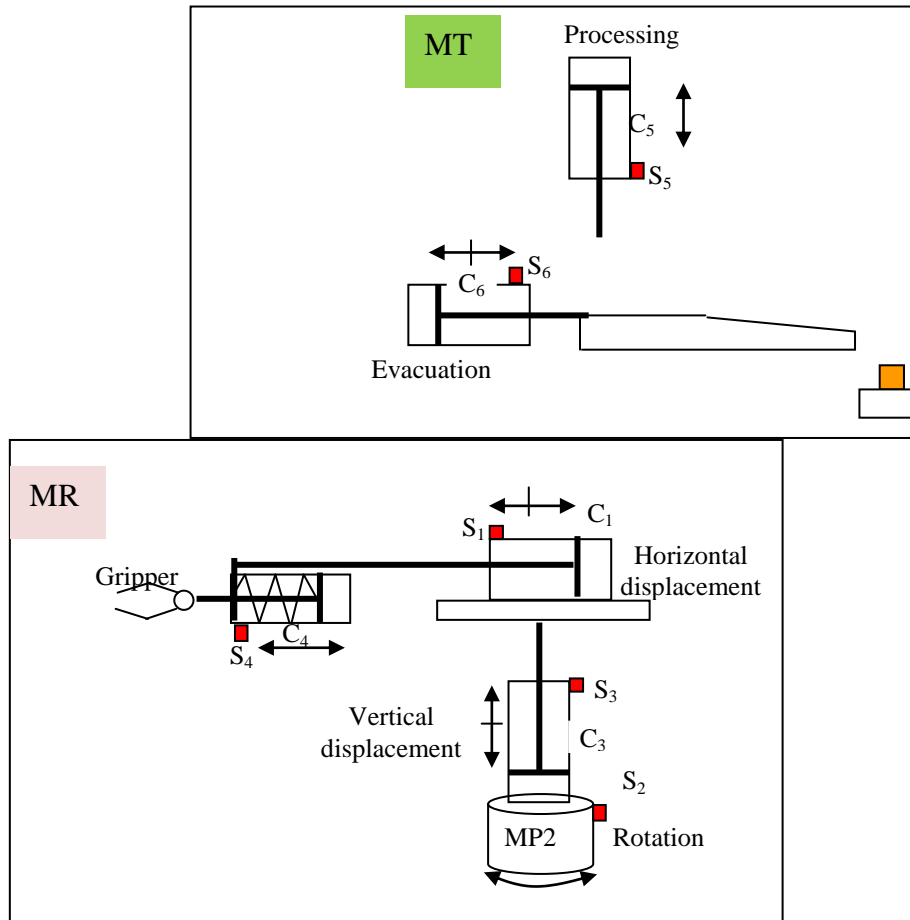 Processing
MT
C5
S5
S6
C6
Evacuation
MR
S1
C1
Horizontal
displacement
Gripper
C4
S4
S3
Vertical
displacement
C3
S2
MP2
Rotation